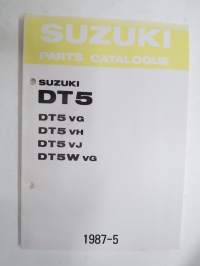 SUZUKI
PARTS CATALOGUE
SUZUKI
DT5
DT5 VG
DT5 VH
DT5 VJ
DT5W VG
1987-5